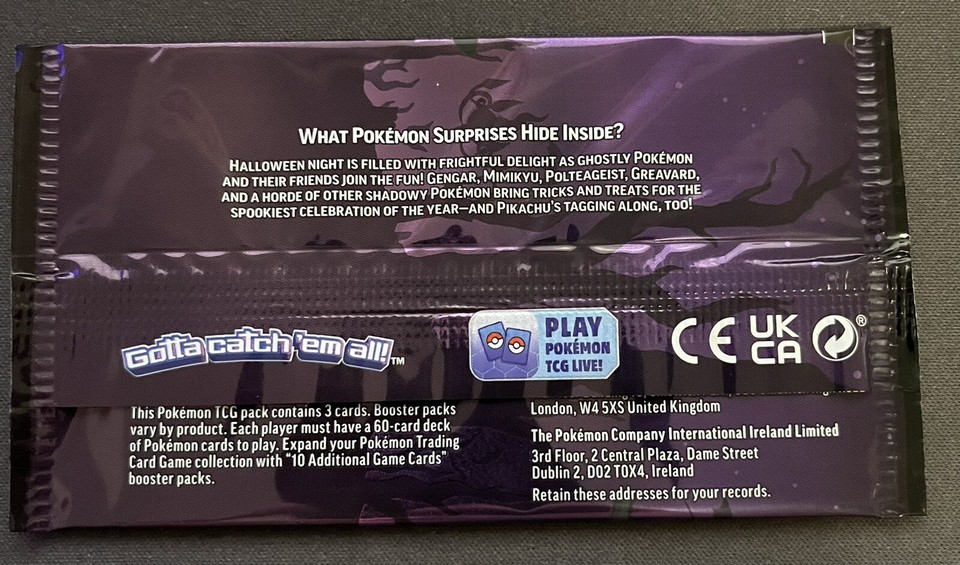 WHAT POKÉMON SURPRISES HIDE INSIDE?
HALLOWEEN NIGHT IS FILLED WITH FRIGHTFUL DELIGHT AS GHOSTLY POKÉMON
AND THEIR FRIENDS JOIN THE FUN! GENGAR, MIMIKYU, POLTEAGEIST, GREAVARD,
AND A HORDE OF OTHER SHADOWY POKÉMON BRING TRICKS AND TREATS FOR THE
SPOOKIEST CELEBRATION OF THE YEAR—AND PIKACHU'S TAGGING ALONG, TOO!
Gotta catch 'em all!™
PLAY
POKÉMON
TCG LIVE!
CE
UK
CA
®
This Pokémon TCG pack contains 3 cards. Booster packs
vary by product. Each player must have a 60-card deck
of Pokémon cards to play. Expand your Pokémon Trading
Card Game collection with "10 Additional Game Cards"
booster packs.
London, W4 5XS United Kingdom
The Pokémon Company International Ireland Limited
3rd Floor, 2 Central Plaza, Dame Street
Dublin 2, D02 T0X4, Ireland
Retain these addresses for your records.